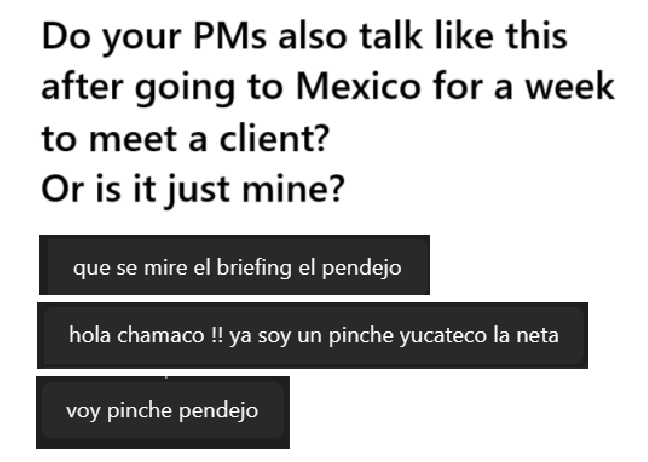 Do your PMs also talk like this
after going to Mexico for a week
to meet a client?
Or is it just mine?
que se mire el briefing el pendejo
hola chamaco !! ya soy un pinche yucateco la neta
voy pinche pendejo